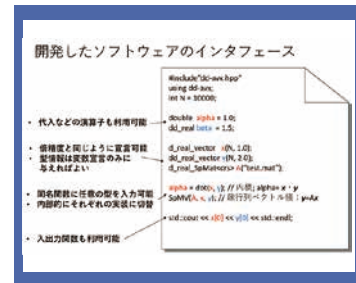 開発したソフトウェアのインタフェース
#include"dd-avx.hpp"
using dd-avx;
int N = 10000;
・ 代入などの演算子も利用可能
double alpha = 1.0;
dd_real beta = 1.5;
・ 倍精度と同じように宣言可能
・ 型情報は変数宣言のみに
与えればよい
d_real_vector x(N, 1.0);
dd_real_vector y(N, 2.0);
d_real_SpMat<crs> A("test.mat");
・ 同名関数に任意の型を入力可能
・ 内部的にそれぞれの実装に切替
alpha = dot(x, y); // 内積: alpha= x・y
SpMV(A, x, y); // 疎行列ベクトル積:y=Ax
・ 入出力関数も利用可能
std::cout << x[0] << y[0] << std::endl;